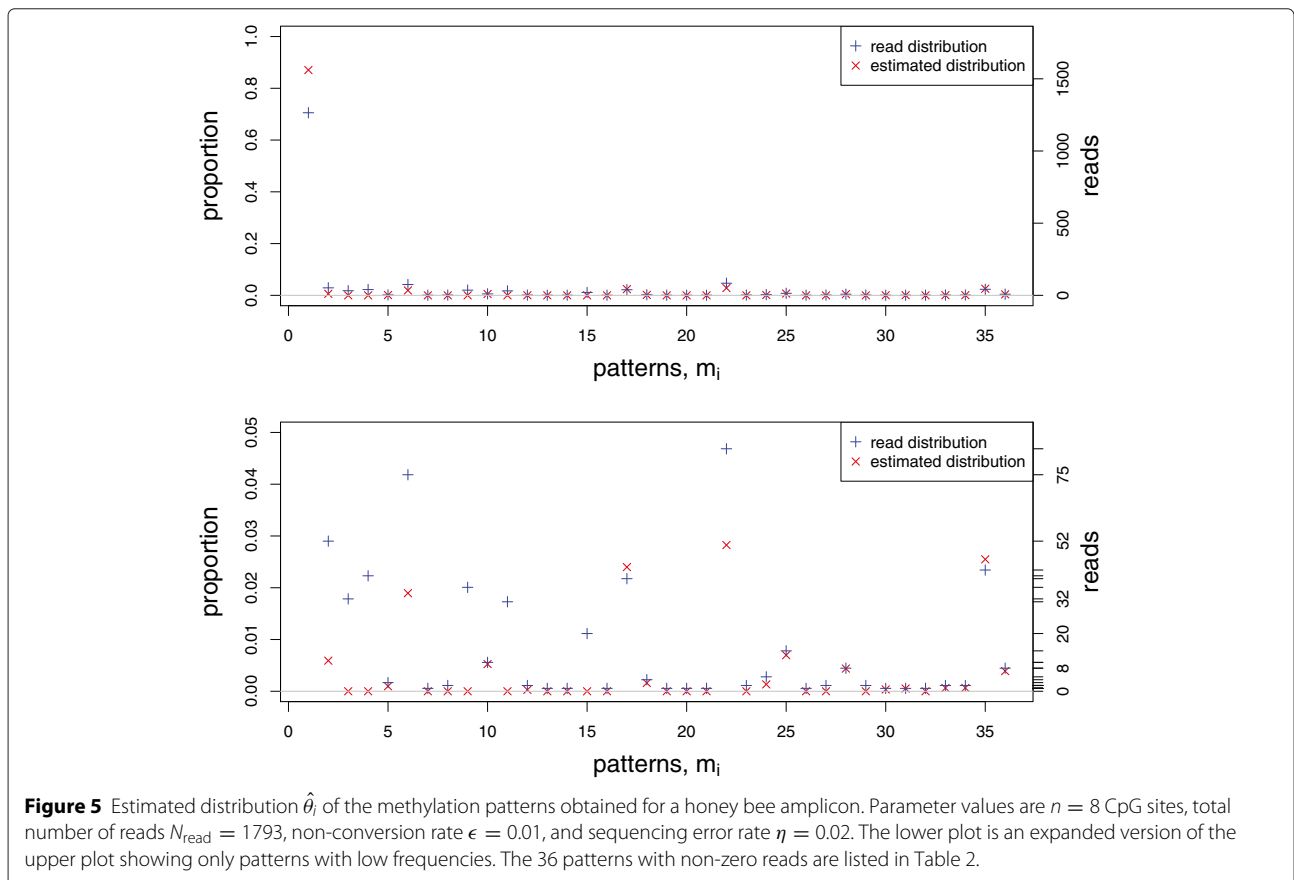 1.0
0.8
0.6
0.4
0.2
0.0
proportion
+ read distribution
× estimated distribution
1500
1000
500
0
reads
0 5 10 15 20 25 30 35
patterns, mᵢ
0.05
0.04
0.03
0.02
0.01
0.00
proportion
+ read distribution
× estimated distribution
75
52
32
20
8
0
reads
0 5 10 15 20 25 30 35
patterns, mᵢ
Figure 5 Estimated distribution θ̂ᵢ of the methylation patterns obtained for a honey bee amplicon. Parameter values are n = 8 CpG sites, total
number of reads Nread = 1793, non-conversion rate ϵ = 0.01, and sequencing error rate η = 0.02. The lower plot is an expanded version of the
upper plot showing only patterns with low frequencies. The 36 patterns with non-zero reads are listed in Table 2.